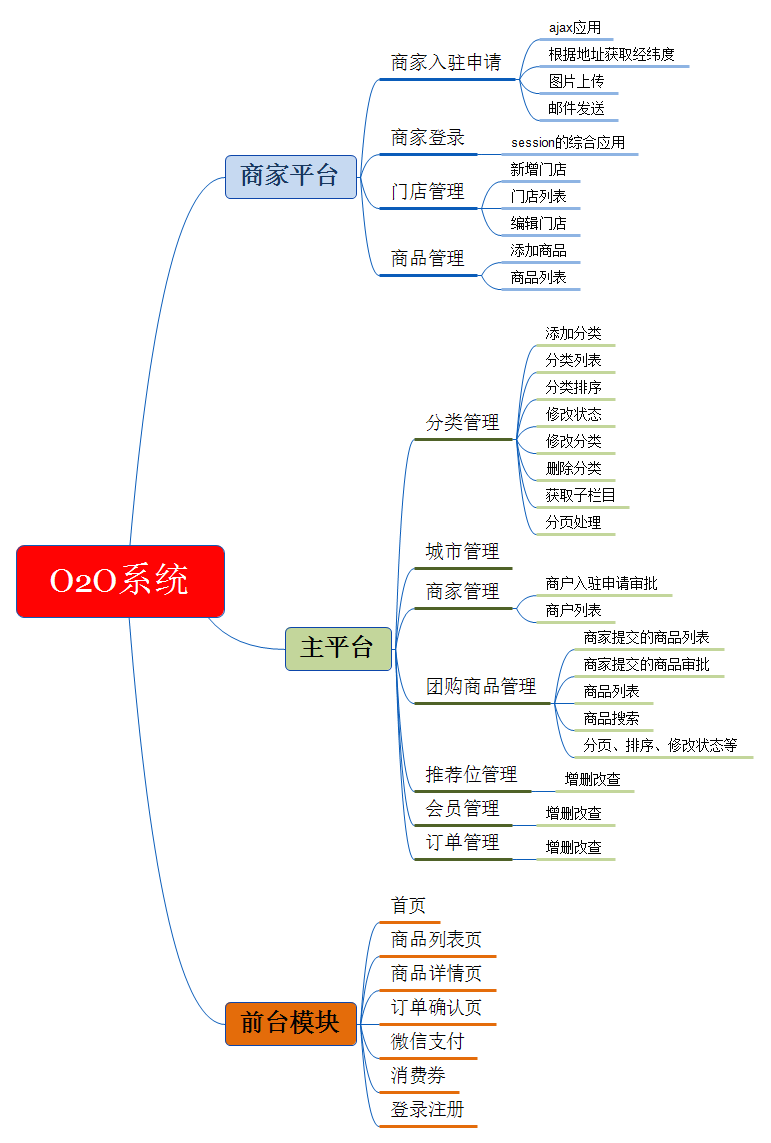 O2O系统
商家平台
商家入驻申请
ajax应用
根据地址获取经纬度
图片上传
邮件发送
商家登录
session的综合应用
门店管理
新增门店
门店列表
编辑门店
商品管理
添加商品
商品列表
主平台
分类管理
添加分类
分类列表
分类排序
修改状态
修改分类
删除分类
获取子栏目
分页处理
城市管理
商家管理
商户入驻申请审批
商户列表
团购商品管理
商家提交的商品列表
商家提交的商品审批
商品列表
商品搜索
分页、排序、修改状态等
推荐位管理
增删改查
会员管理
增删改查
订单管理
增删改查
前台模块
首页
商品列表页
商品详情页
订单确认页
微信支付
消费券
登录注册